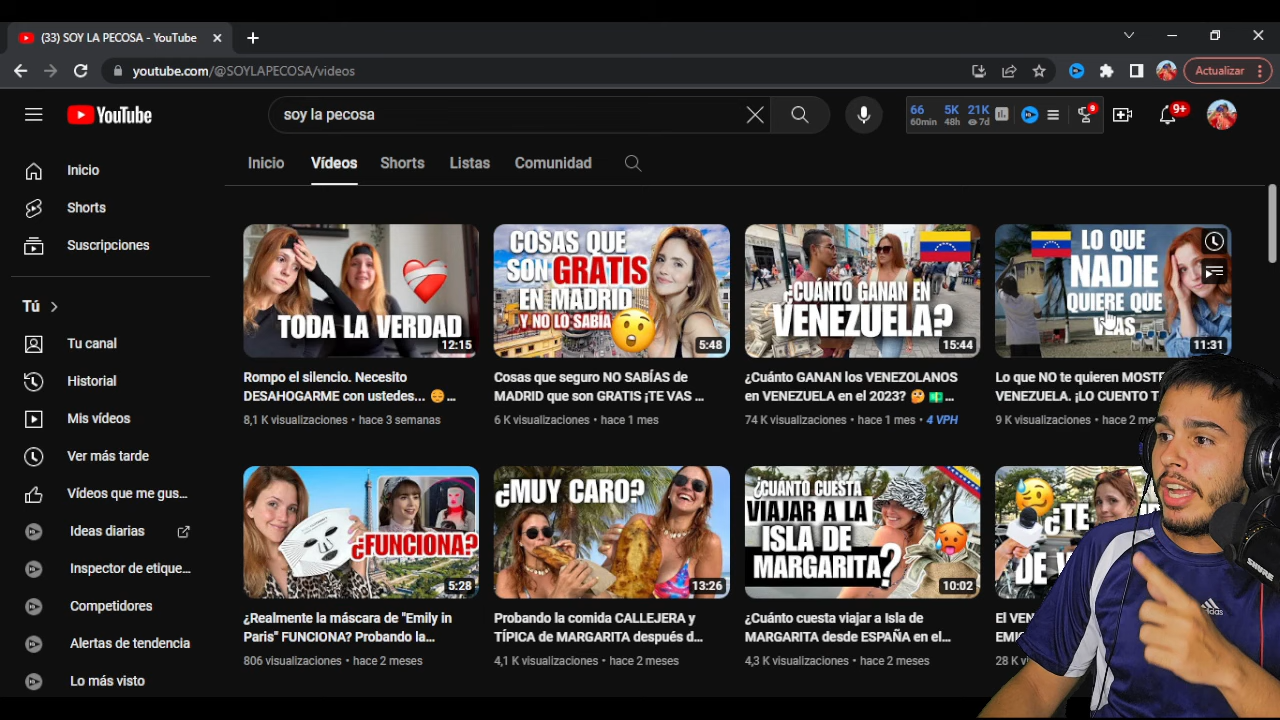 (33) SOY LA PECOSA - YouTube
youtube.com/@SOYLAPECOSA/videos
Actualizar
YouTube
soy la pecosa
66 5K 21K
60min 48h 7d
9
9+
Inicio
Shorts
Suscripciones
Tú
Tu canal
Historial
Mis vídeos
Ver más tarde
Vídeos que me gus...
Ideas diarias
Inspector de etique...
Competidores
Alertas de tendencia
Lo más visto
Inicio Vídeos Shorts Listas Comunidad
TODA LA VERDAD
12:15
Rompo el silencio. Necesito
DESAHOGARME con ustedes... 😔 ...
8,1 K visualizaciones • hace 3 semanas
COSAS QUE
SON GRATIS
EN MADRID
Y NO LO SABÍA
5:48
Cosas que seguro NO SABÍAS de
MADRID que son GRATIS ¡TE VAS ...
6 K visualizaciones • hace 1 mes
¿CUÁNTO GANAN EN
VENEZUELA?
15:44
¿Cuánto GANAN los VENEZOLANOS
en VENEZUELA en el 2023? 🤔 💵...
74 K visualizaciones • hace 1 mes • 4 VPH
LO QUE
NADIE
QUIERE QUE
VEAS
11:31
Lo que NO te quieren MOSTR
VENEZUELA. ¡LO CUENTO T
9 K visualizaciones • hace 2 me
¿FUNCIONA?
5:28
¿Realmente la máscara de "Emily in
Paris" FUNCIONA? Probando la...
806 visualizaciones • hace 2 meses
¿MUY CARO?
13:26
Probando la comida CALLEJERA y
TÍPICA de MARGARITA después d...
4,1 K visualizaciones • hace 2 meses
¿CUÁNTO CUESTA
VIAJAR A LA
ISLA DE
MARGARITA?
10:02
¿Cuánto cuesta viajar a Isla de
MARGARITA desde ESPAÑA en el...
4,3 K visualizaciones • hace 2 meses
¿TE
DE V
El VEN
EMIG
28 K vi
adidas
SHURE